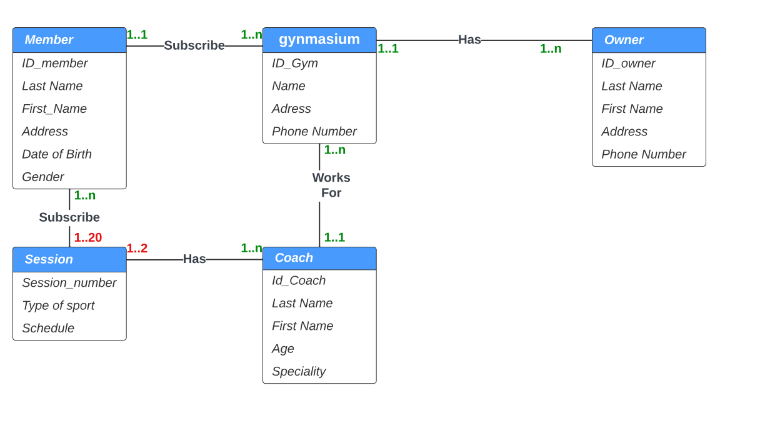 Member
ID_member
Last Name
First_Name
Address
Date of Birth
Gender
1..1
Subscribe
1..n
gynmasium
ID_Gym
Name
Adress
Phone Number
1..1
Has
1..n
Owner
ID_owner
Last Name
First Name
Address
Phone Number
1..n
Subscribe
1..20
1..n
Works
For
1..1
Session
Session_number
Type of sport
Schedule
1..2
Has
1..n
Coach
Id_Coach
Last Name
First Name
Age
Speciality